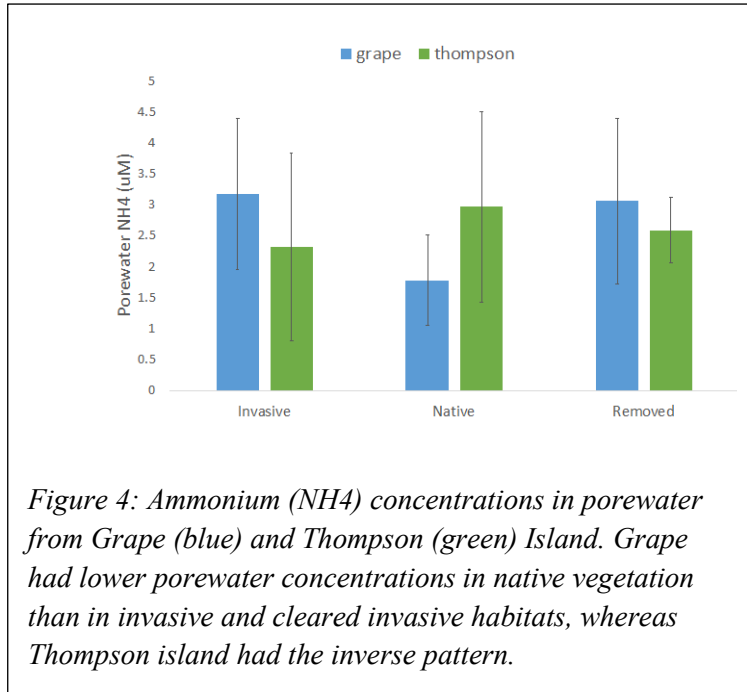 grape thompson
5
4.5
4
3.5
3
2.5
2
1.5
1
0.5
0
Porewater NH4 (uM)
Invasive Native Removed
Figure 4: Ammonium (NH4) concentrations in porewater
from Grape (blue) and Thompson (green) Island. Grape
had lower porewater concentrations in native vegetation
than in invasive and cleared invasive habitats, whereas
Thompson island had the inverse pattern.